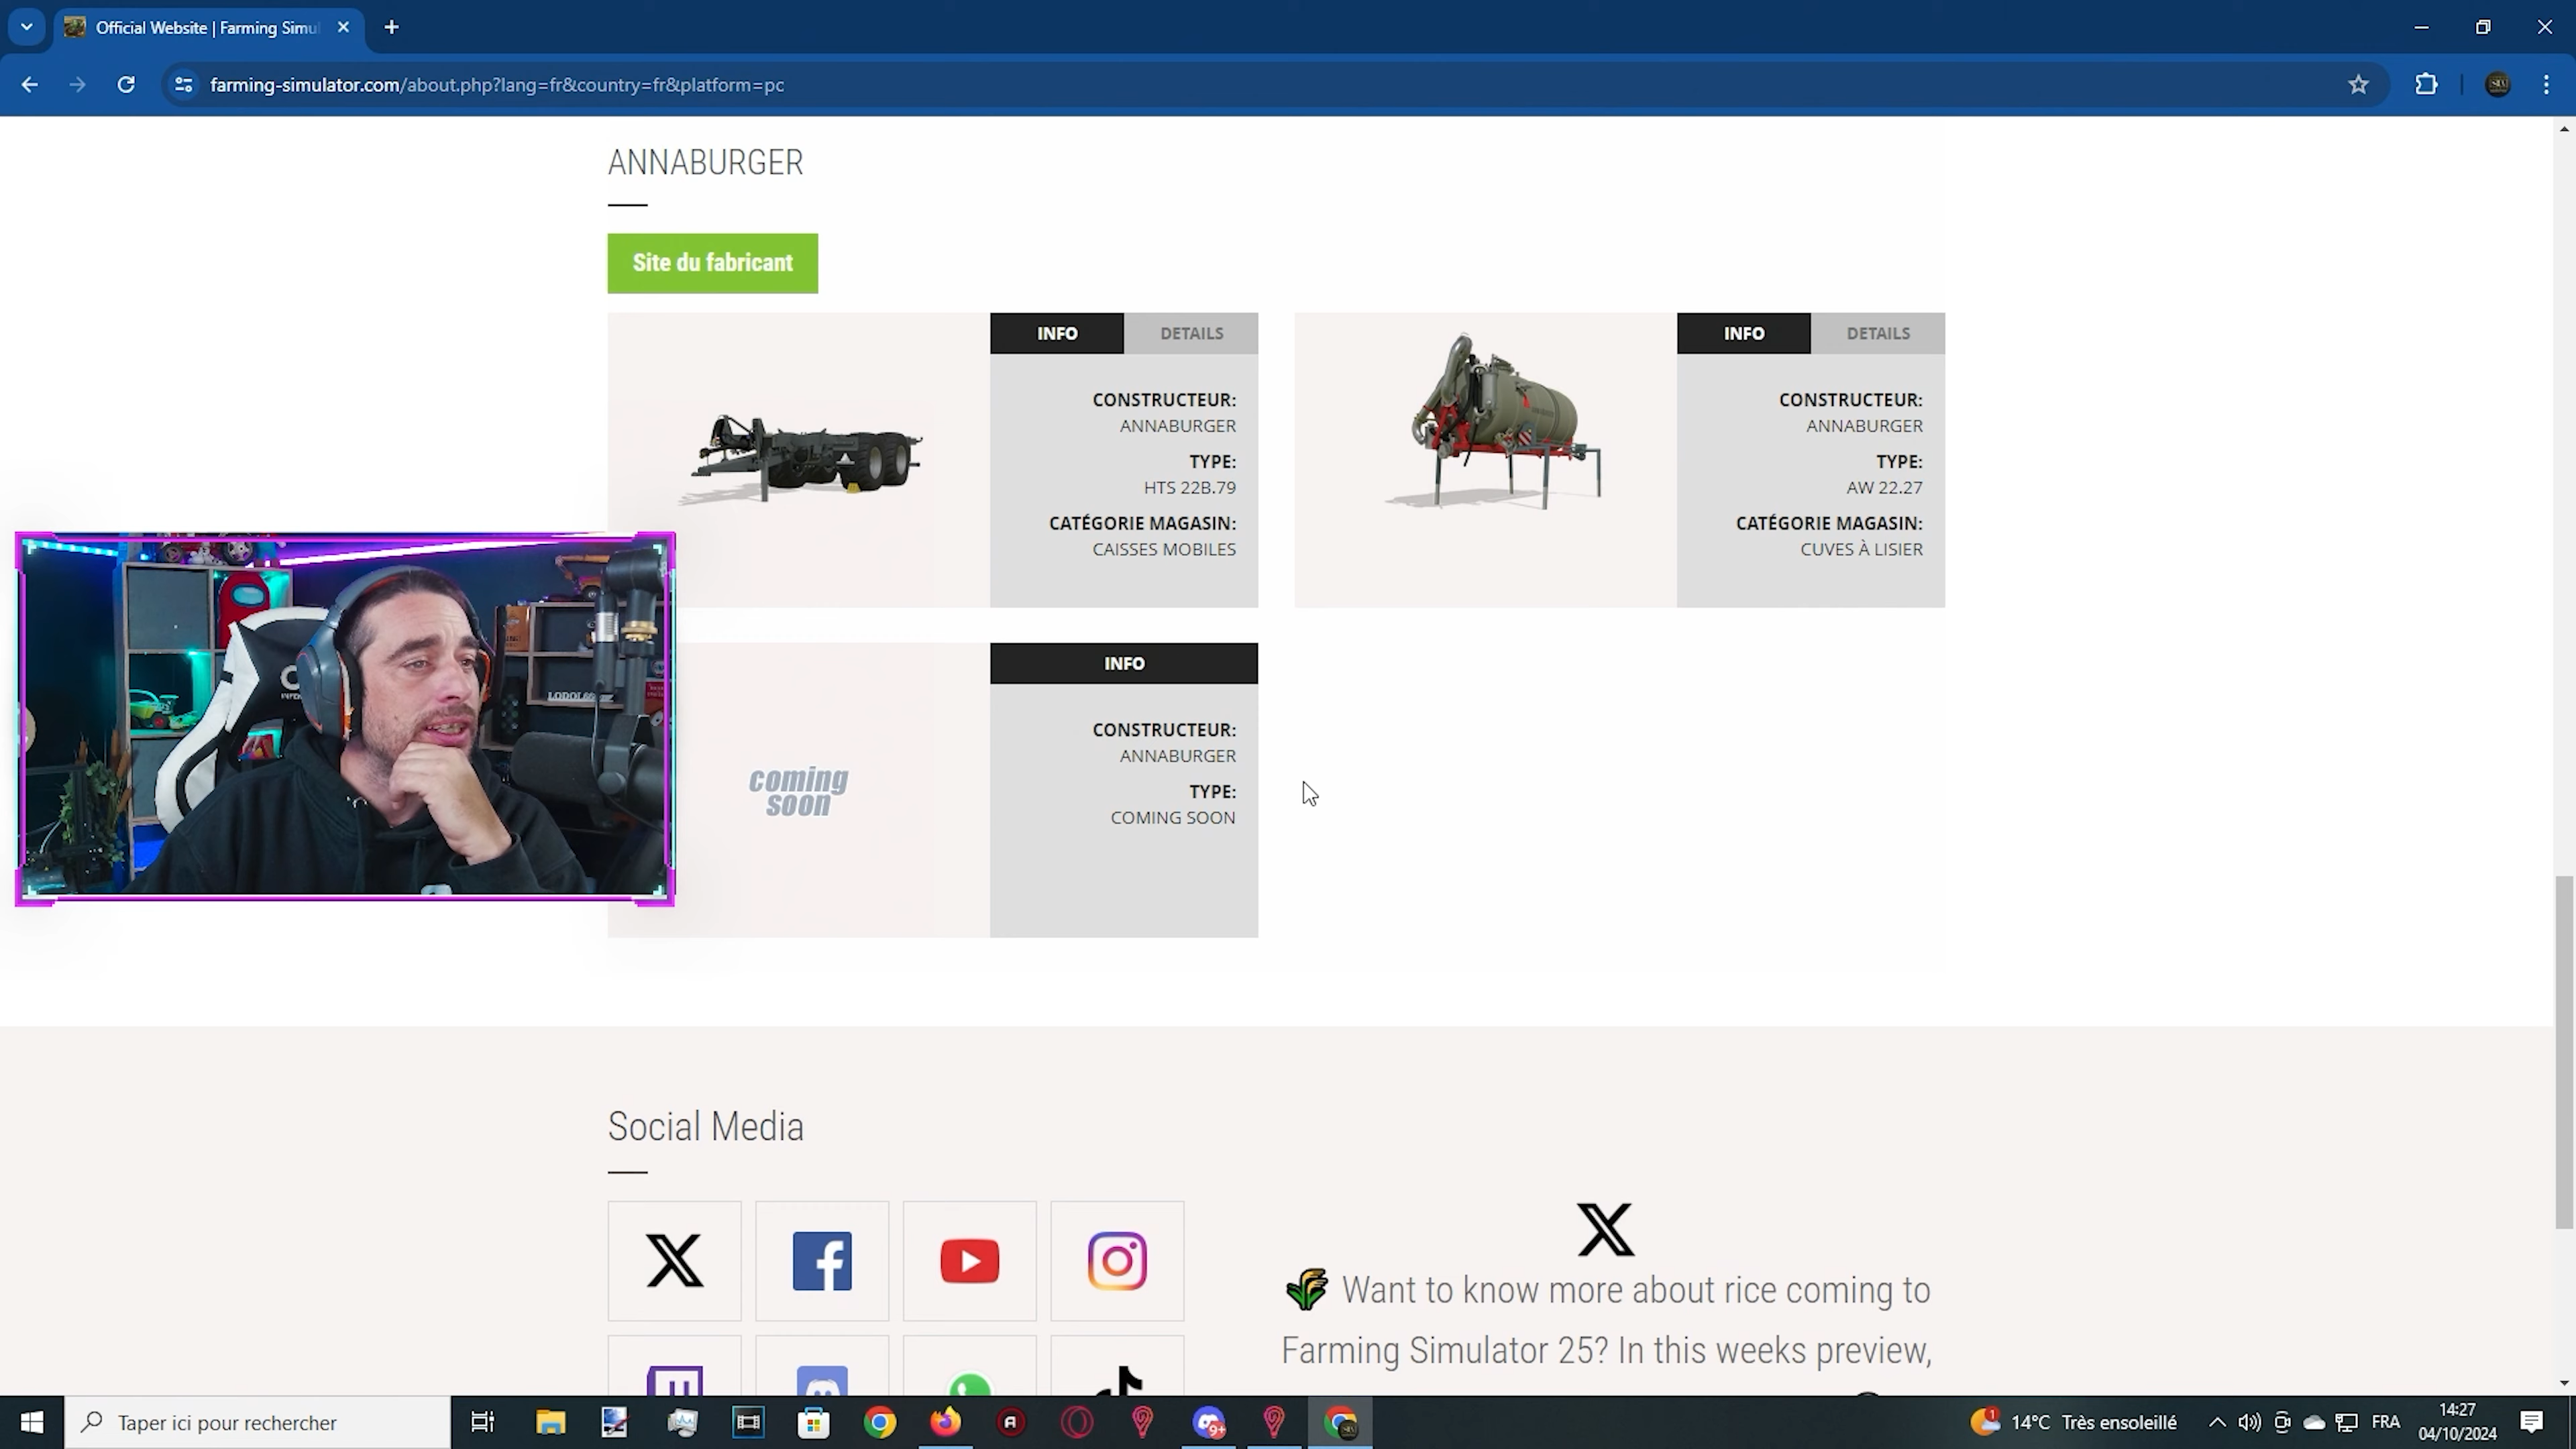 Official Website | Farming Simu
farming-simulator.com/about.php?lang=fr&country=fr&platform=pc
ANNABURGER
Site du fabricant
INFO
DETAILS
CONSTRUCTEUR:
ANNABURGER
TYPE:
HTS 22B.79
CATÉGORIE MAGASIN:
CAISSES MOBILES
INFO
DETAILS
CONSTRUCTEUR:
ANNABURGER
TYPE:
AW 22.27
CATÉGORIE MAGASIN:
CUVES À LISIER
coming
soon
INFO
CONSTRUCTEUR:
ANNABURGER
TYPE:
COMING SOON
Social Media
Want to know more about rice coming to
Farming Simulator 25? In this weeks preview,
Taper ici pour rechercher
9+
1
14°C Très ensoleillé
FRA
14:27
04/10/2024